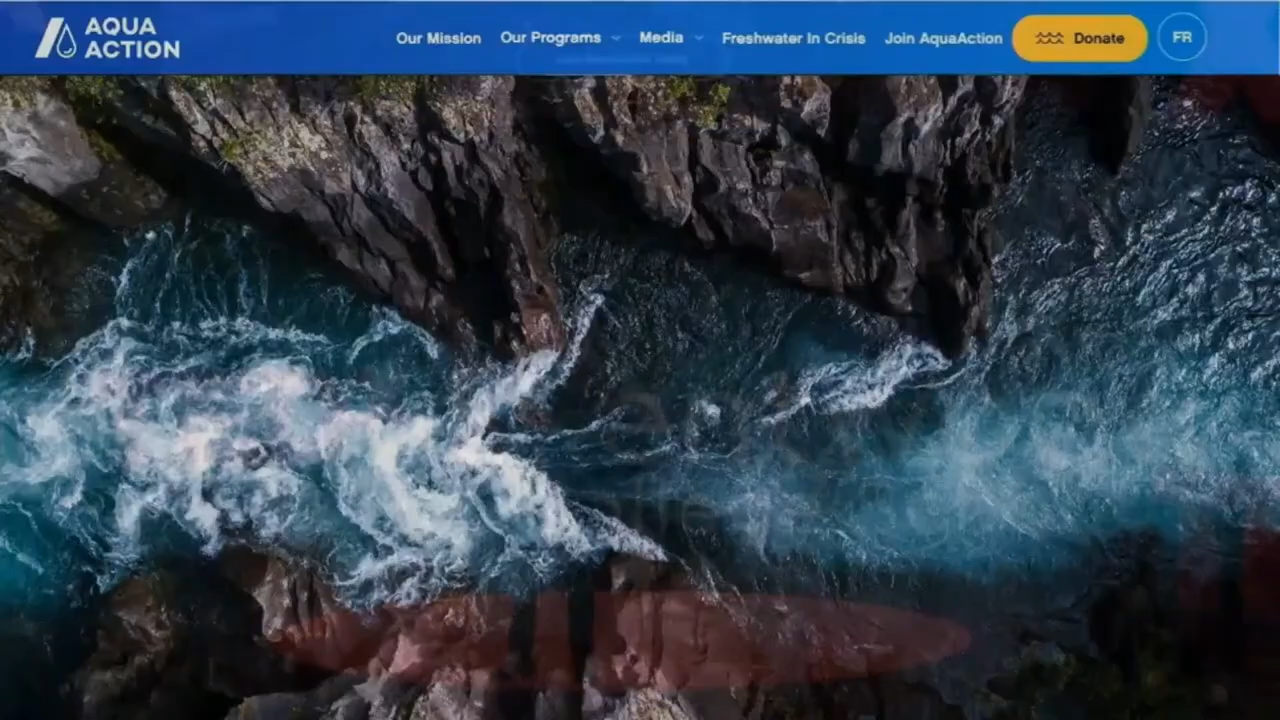 AQUA
ACTION
Our Mission
Our Programs
Media
Freshwater In Crisis
Join AquaAction
Donate
FR